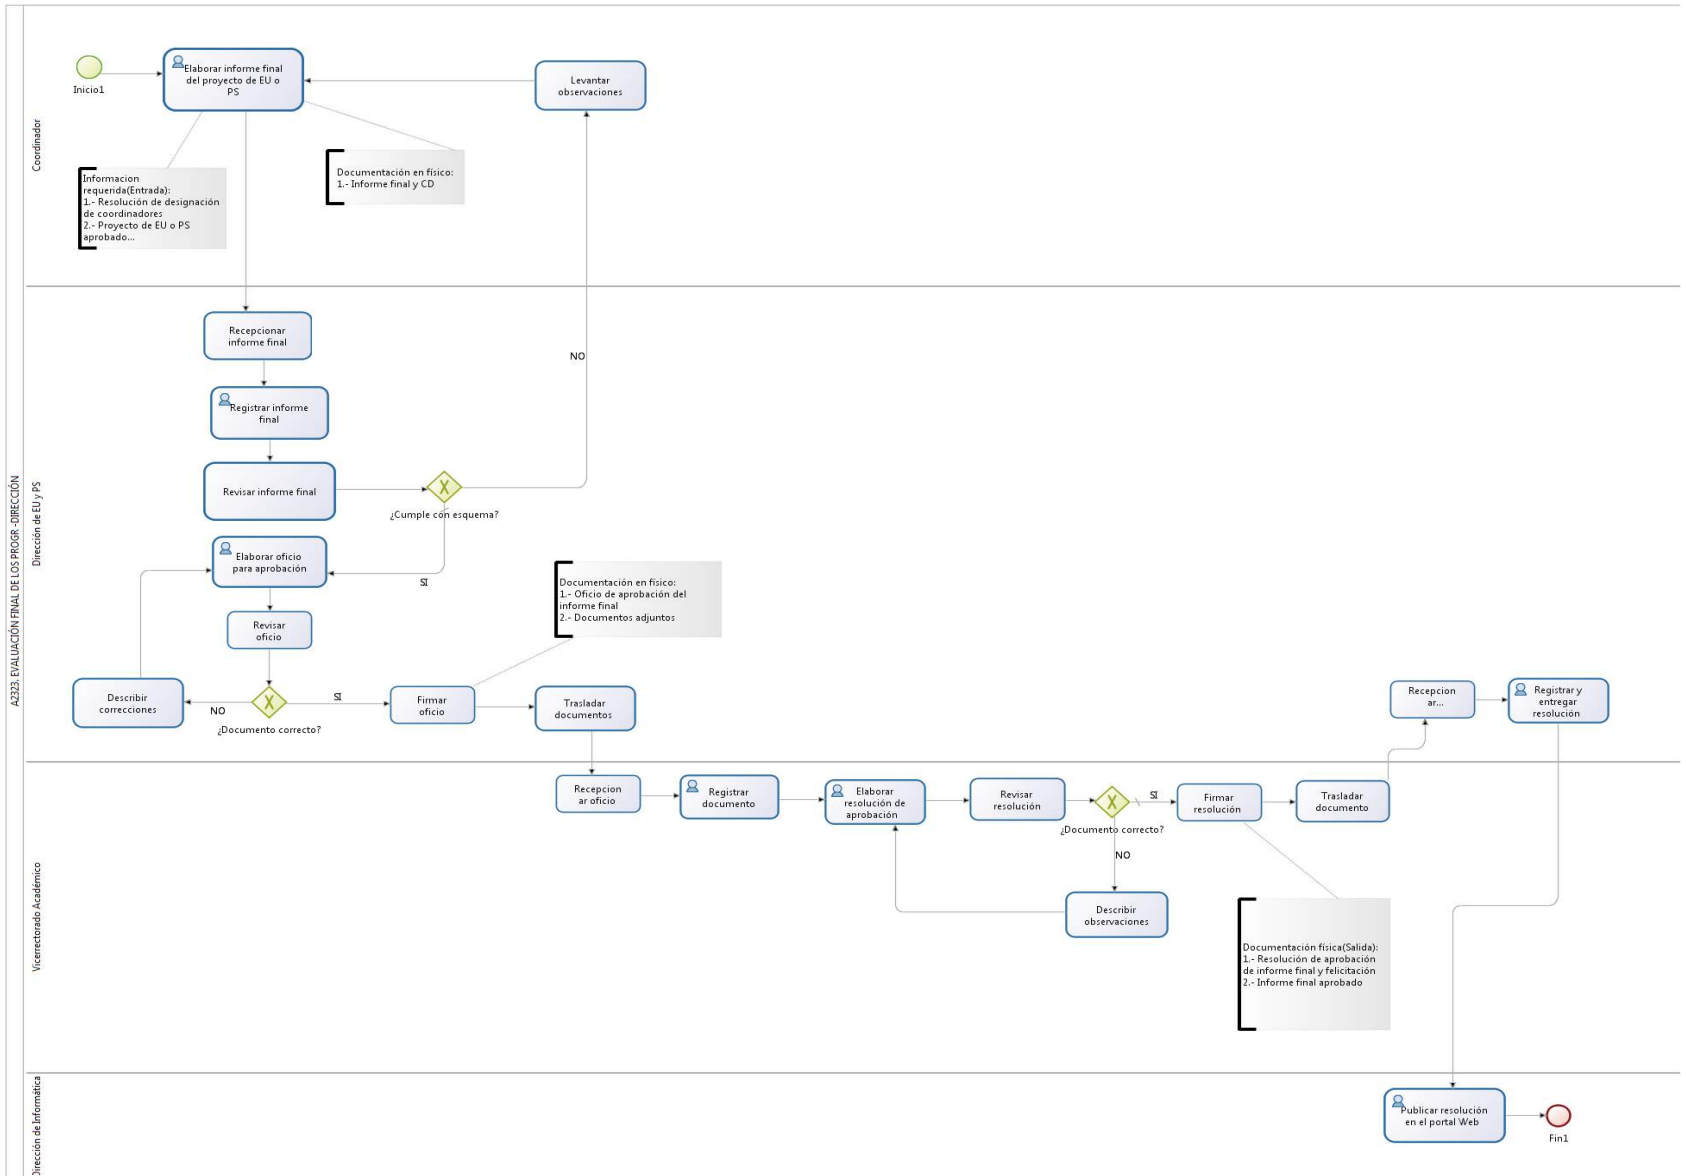 A2323. EVALUACIÓN FINAL DE LOS PROGR -DIRECCIÓN
Coordinador
Inicio1
Elaborar informe final
del proyecto de EU o
PS
Levantar
observaciones
Informacion
requerida(Entrada):
1.- Resolución de designación
de coordinadores
2.- Proyecto de EU o PS
aprobado...
Documentación en físico:
1.- Informe final y CD
Dirección de EU y PS
Recepcionar
informe final
NO
Registrar informe
final
Revisar informe final
¿Cumple con esquema?
Elaborar oficio
para aprobación
SI
Documentación en físico:
1.- Oficio de aprobación del
informe final
2.- Documentos adjuntos
Revisar
oficio
Describir
correcciones
NO
¿Documento correcto?
SI
Firmar
oficio
Trasladar
documentos
Recepcion
ar...
Registrar y
entregar
resolución
Vicerrectorado Académico
Recepcion
ar oficio
Registrar
documento
Elaborar
resolución de
aprobación
Revisar
resolución
¿Documento correcto?
SI
Firmar
resolución
Trasladar
documento
NO
Describir
observaciones
Documentación física(Salida):
1.- Resolución de aprobación
de informe final y felicitación
2.- Informe final aprobado
Dirección de Informática
Publicar resolución
en el portal Web
Fin1